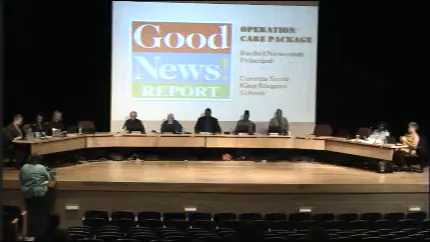 Good
News!
REPORT
OPERATION:
CARE PACKAGE
Rachel Newcomb
Principal
Coretta Scott
King Magnet
School